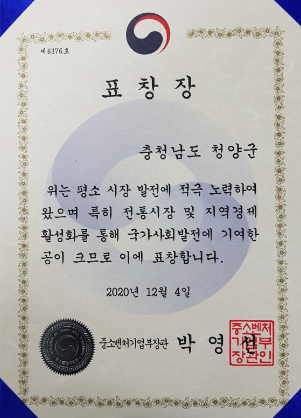 제 6376 호
표 창 장
충청남도 청양군
위는 평소 시장 발전에 적극 노력하여
왔으며 특히 전통시장 및 지역경제
활성화를 통해 국가사회발전에 기여한
공이 크므로 이에 표창합니다.
2020년 12월 4일
중소벤처기업부장관 박 영 선
중소벤처
기업부
장관인